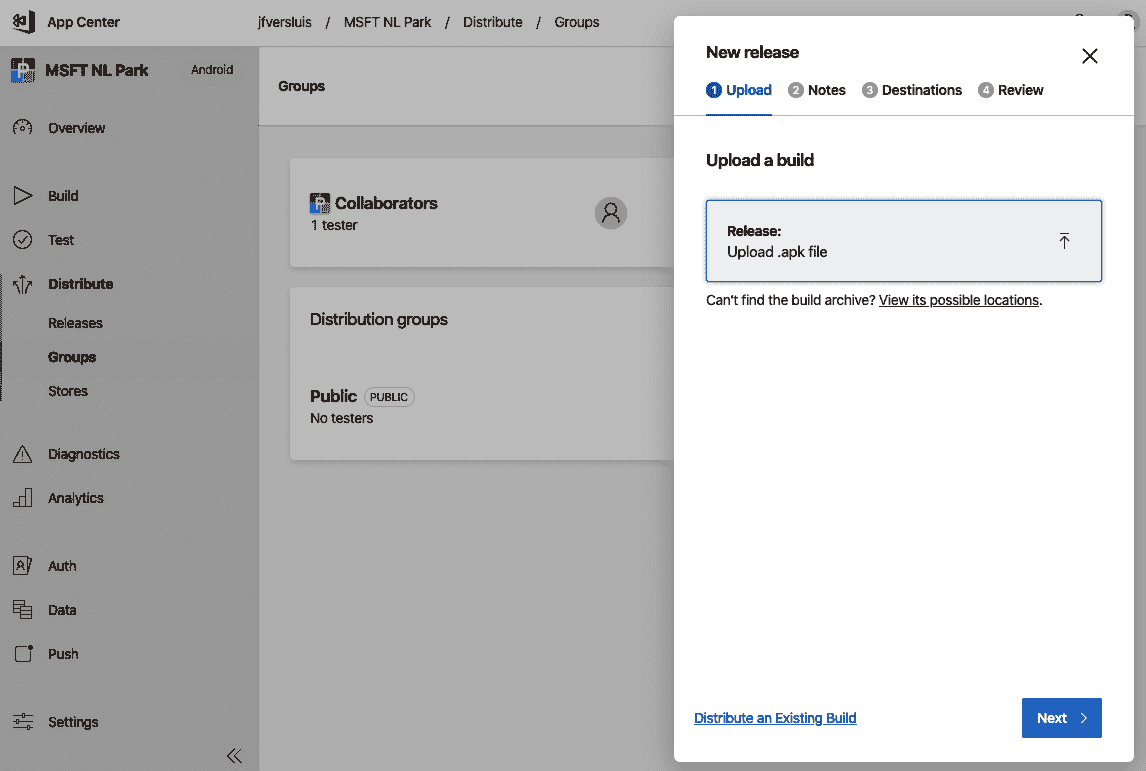 App Center
jfversluis / MSFT NL Park / Distribute / Groups
MSFT NL Park Android
Overview
Build
Test
Distribute
Releases
Groups
Stores
Diagnostics
Analytics
Auth
Data
Push
Settings
Groups
Collaborators
1 tester
Distribution groups
Public PUBLIC
No testers
New release
1 Upload 2 Notes 3 Destinations 4 Review
Upload a build
Release:
Upload .apk file
Can't find the build archive? View its possible locations.
Distribute an Existing Build
Next